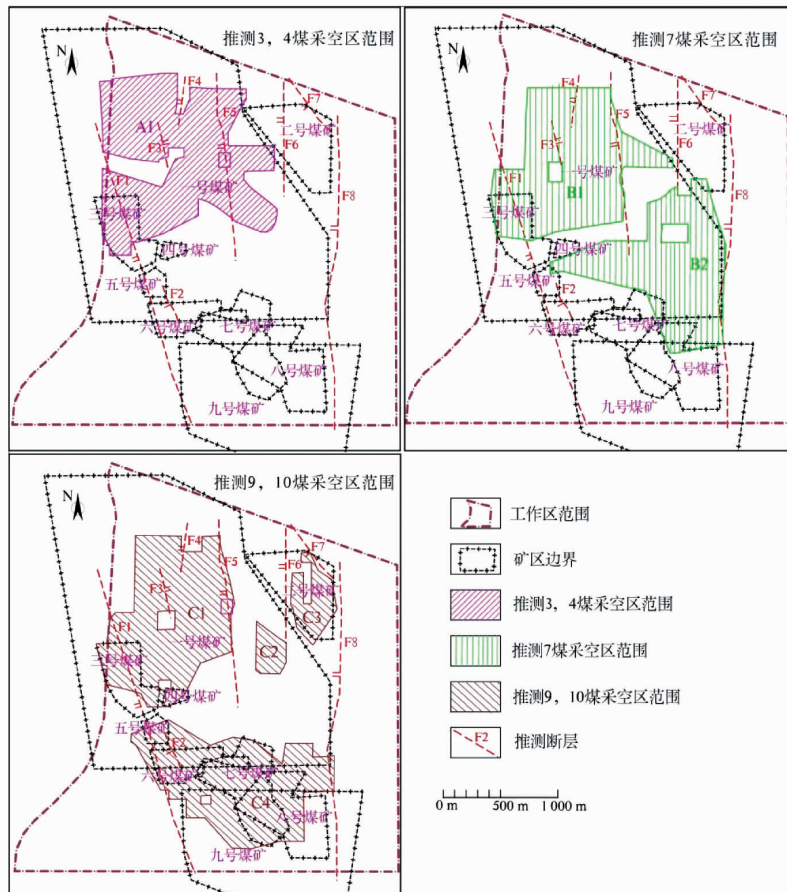 推测3，4煤采空区范围
N
F4
F7
A1
F5
二号煤矿
F3
F6
F1
一号煤矿
F8
三号煤矿
四号煤矿
五号煤矿
F2
六号煤矿
七号煤矿
八号煤矿
九号煤矿
推测7煤采空区范围
N
F4
F7
F5
二号煤矿
F3
F6
F1
一号煤矿
B1
F8
三号煤矿
四号煤矿
B2
五号煤矿
F2
六号煤矿
七号煤矿
八号煤矿
九号煤矿
推测9，10煤采空区范围
N
F4
F7
F5
F6
二号煤矿
F3
C1
C3
F1
一号煤矿
C2
F8
三号煤矿
四号煤矿
五号煤矿
F2
六号煤矿
七号煤矿
C4
八号煤矿
九号煤矿
工作区范围
矿区边界
推测3，4煤采空区范围
推测7煤采空区范围
推测9，10煤采空区范围
F2
推测断层
0 m 500 m 1 000 m